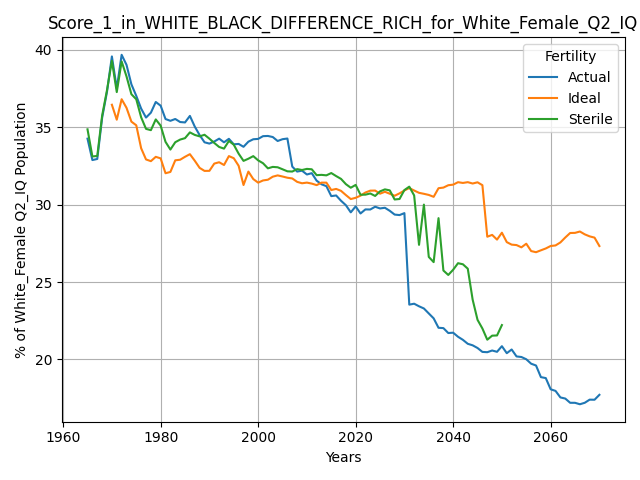 Score_1_in_WHITE_BLACK_DIFFERENCE_RICH_for_White_Female_Q2_IQ
Fertility
Actual
Ideal
Sterile
% of White_Female Q2_IQ Population
40
35
30
25
20
1960
1980
2000
2020
2040
2060
Years